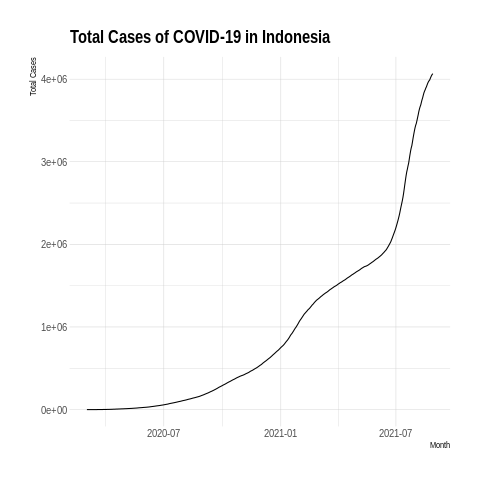 Total Cases of COVID-19 in Indonesia
Total Cases
4e+06
3e+06
2e+06
1e+06
0e+00
2020-07
2021-01
2021-07
Month